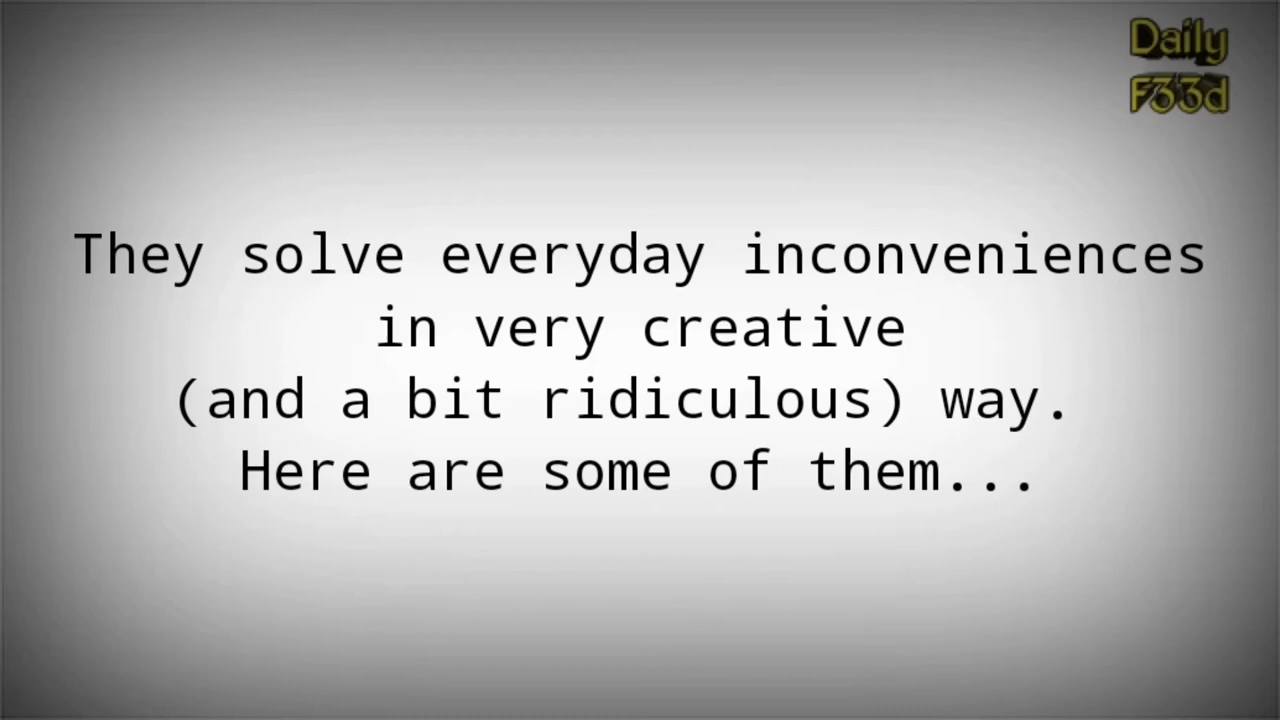 Daily
F33d
They solve everyday inconveniences
in very creative
(and a bit ridiculous) way.
Here are some of them...